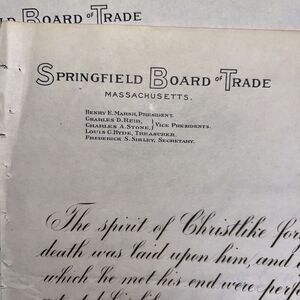 BOARD OF TRADE
SPRINGFIELD BOARD OF TRADE
MASSACHUSETTS.
HENRY E. MARSH, PRESIDENT.
CHARLES D. REID,
CHARLES A. STONE, } VICE PRESIDENTS.
LOUIS C. HYDE, TREASURER.
FREDERICK S. SIBLEY, SECRETARY.
The spirit of Christlike for
death was laid upon him, and
which he met his end were perf